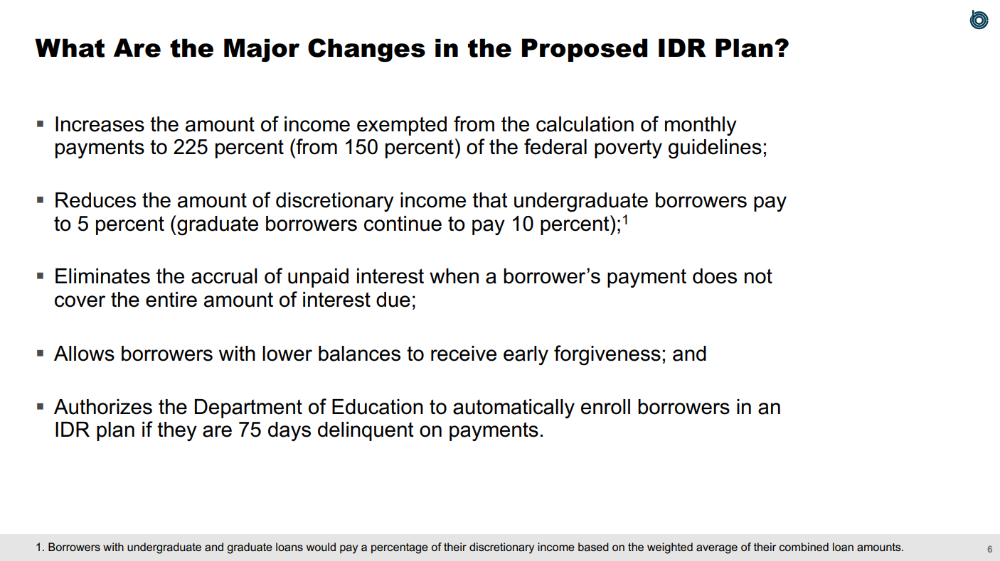 What Are the Major Changes in the Proposed IDR Plan?
▪ Increases the amount of income exempted from the calculation of monthly
payments to 225 percent (from 150 percent) of the federal poverty guidelines;
▪ Reduces the amount of discretionary income that undergraduate borrowers pay
to 5 percent (graduate borrowers continue to pay 10 percent);¹
▪ Eliminates the accrual of unpaid interest when a borrower’s payment does not
cover the entire amount of interest due;
▪ Allows borrowers with lower balances to receive early forgiveness; and
▪ Authorizes the Department of Education to automatically enroll borrowers in an
IDR plan if they are 75 days delinquent on payments.
1. Borrowers with undergraduate and graduate loans would pay a percentage of their discretionary income based on the weighted average of their combined loan amounts.
6